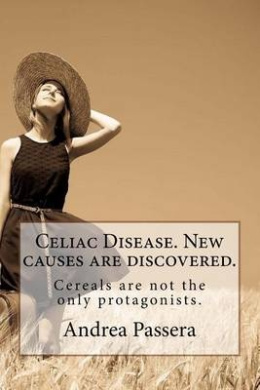 Celiac Disease. New
causes are discovered.
Cereals are not the
only protagonists.
Andrea Passera